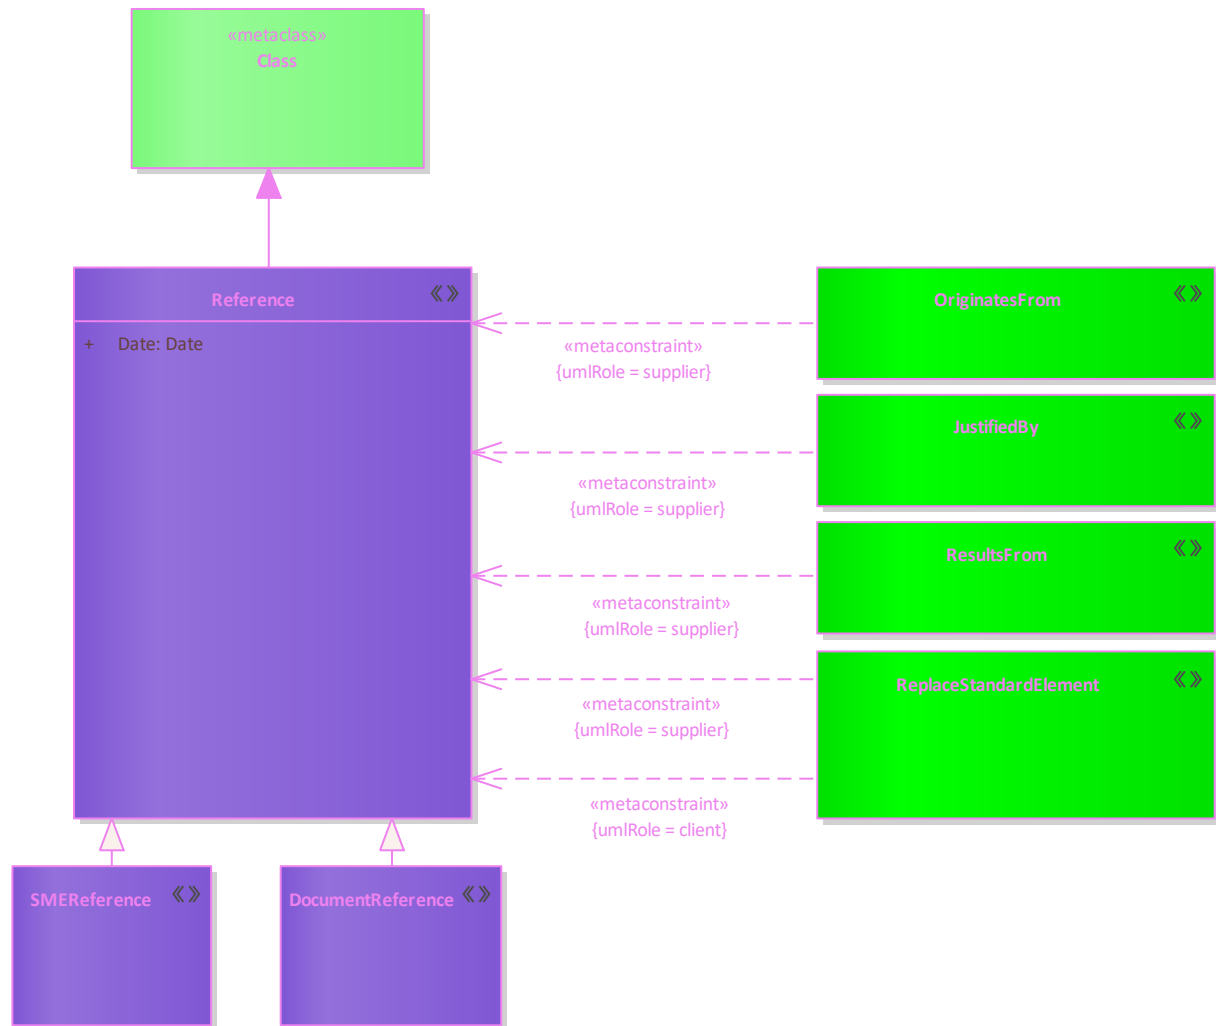 «metaclass»
Class
Reference
+ Date: Date
OriginatesFrom
«metaconstraint»
{umlRole = supplier}
JustifiedBy
«metaconstraint»
{umlRole = supplier}
ResultsFrom
«metaconstraint»
{umlRole = supplier}
ReplaceStandardElement
«metaconstraint»
{umlRole = supplier}
«metaconstraint»
{umlRole = client}
SMEReference
DocumentReference